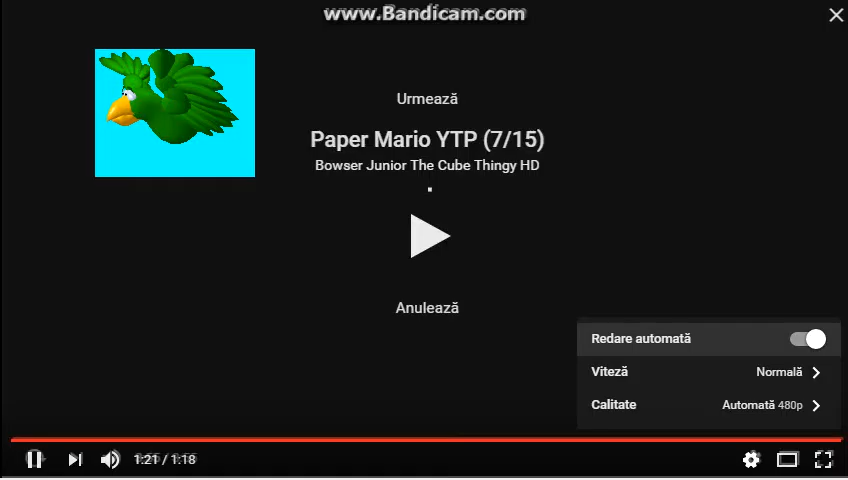 www.Bandicam.com
Urmează
Paper Mario YTP (7/15)
Bowser Junior The Cube Thingy HD
Anulează
Redare automată
Viteză Normală
Calitate Automată 480p
1:21 / 1:18